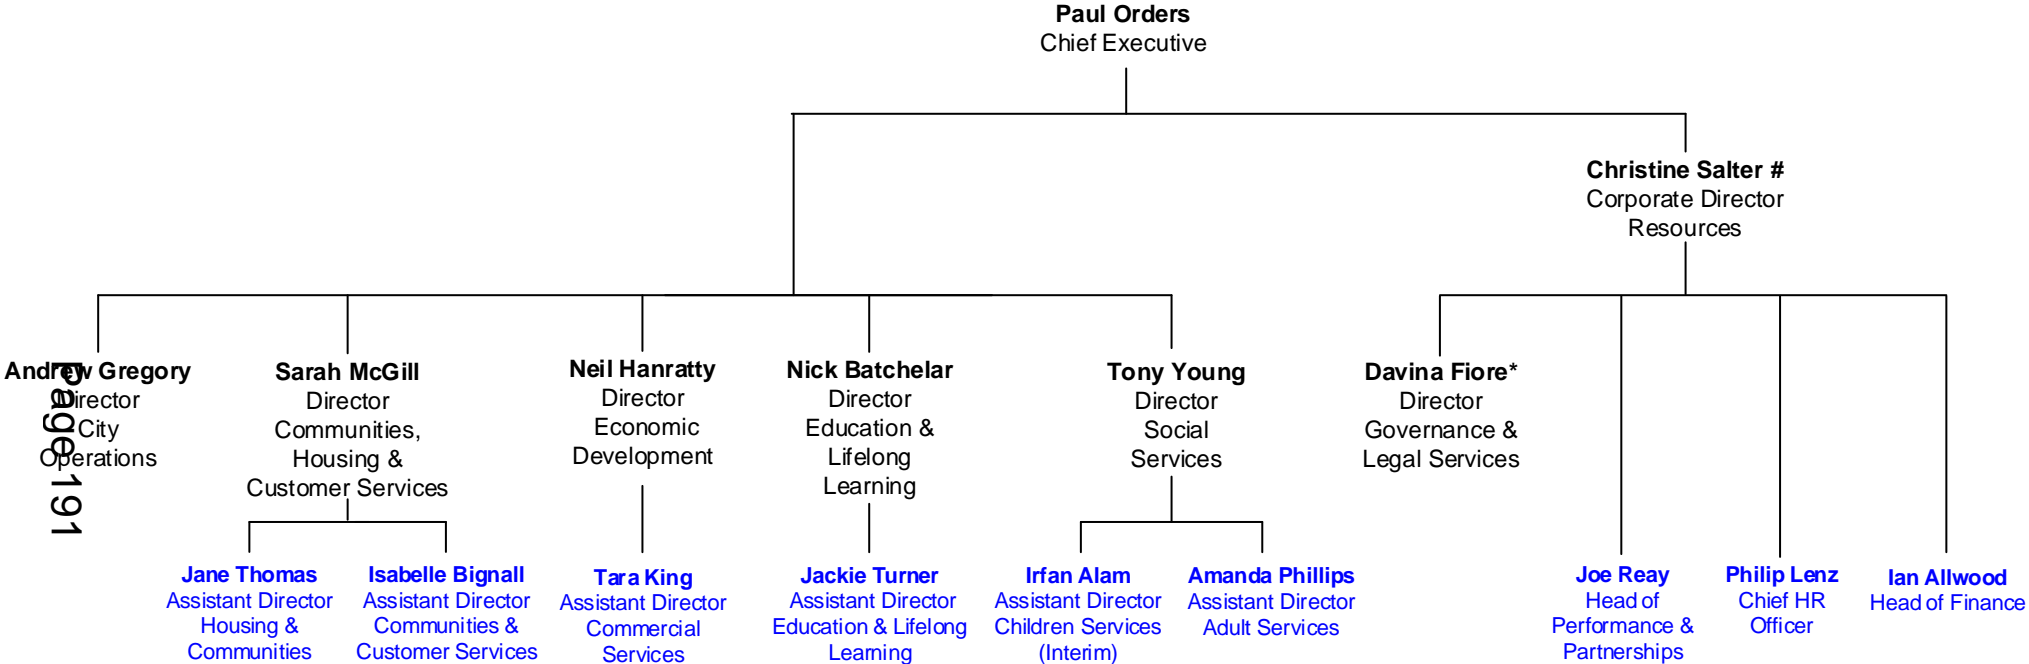 Paul Orders
Chief Executive
Christine Salter #
Corporate Director
Resources
Andrew Gregory
Director
City
Operations
Sarah McGill
Director
Communities,
Housing &
Customer Services
Neil Hanratty
Director
Economic
Development
Nick Batchelar
Director
Education &
Lifelong
Learning
Tony Young
Director
Social
Services
Davina Fiore*
Director
Governance &
Legal Services
Page 191
Jane Thomas
Assistant Director
Housing &
Communities
Isabelle Bignall
Assistant Director
Communities &
Customer Services
Tara King
Assistant Director
Commercial
Services
Jackie Turner
Assistant Director
Education & Lifelong
Learning
Irfan Alam
Assistant Director
Children Services
(Interim)
Amanda Phillips
Assistant Director
Adult Services
Joe Reay
Head of
Performance &
Partnerships
Philip Lenz
Chief HR
Officer
Ian Allwood
Head of Finance